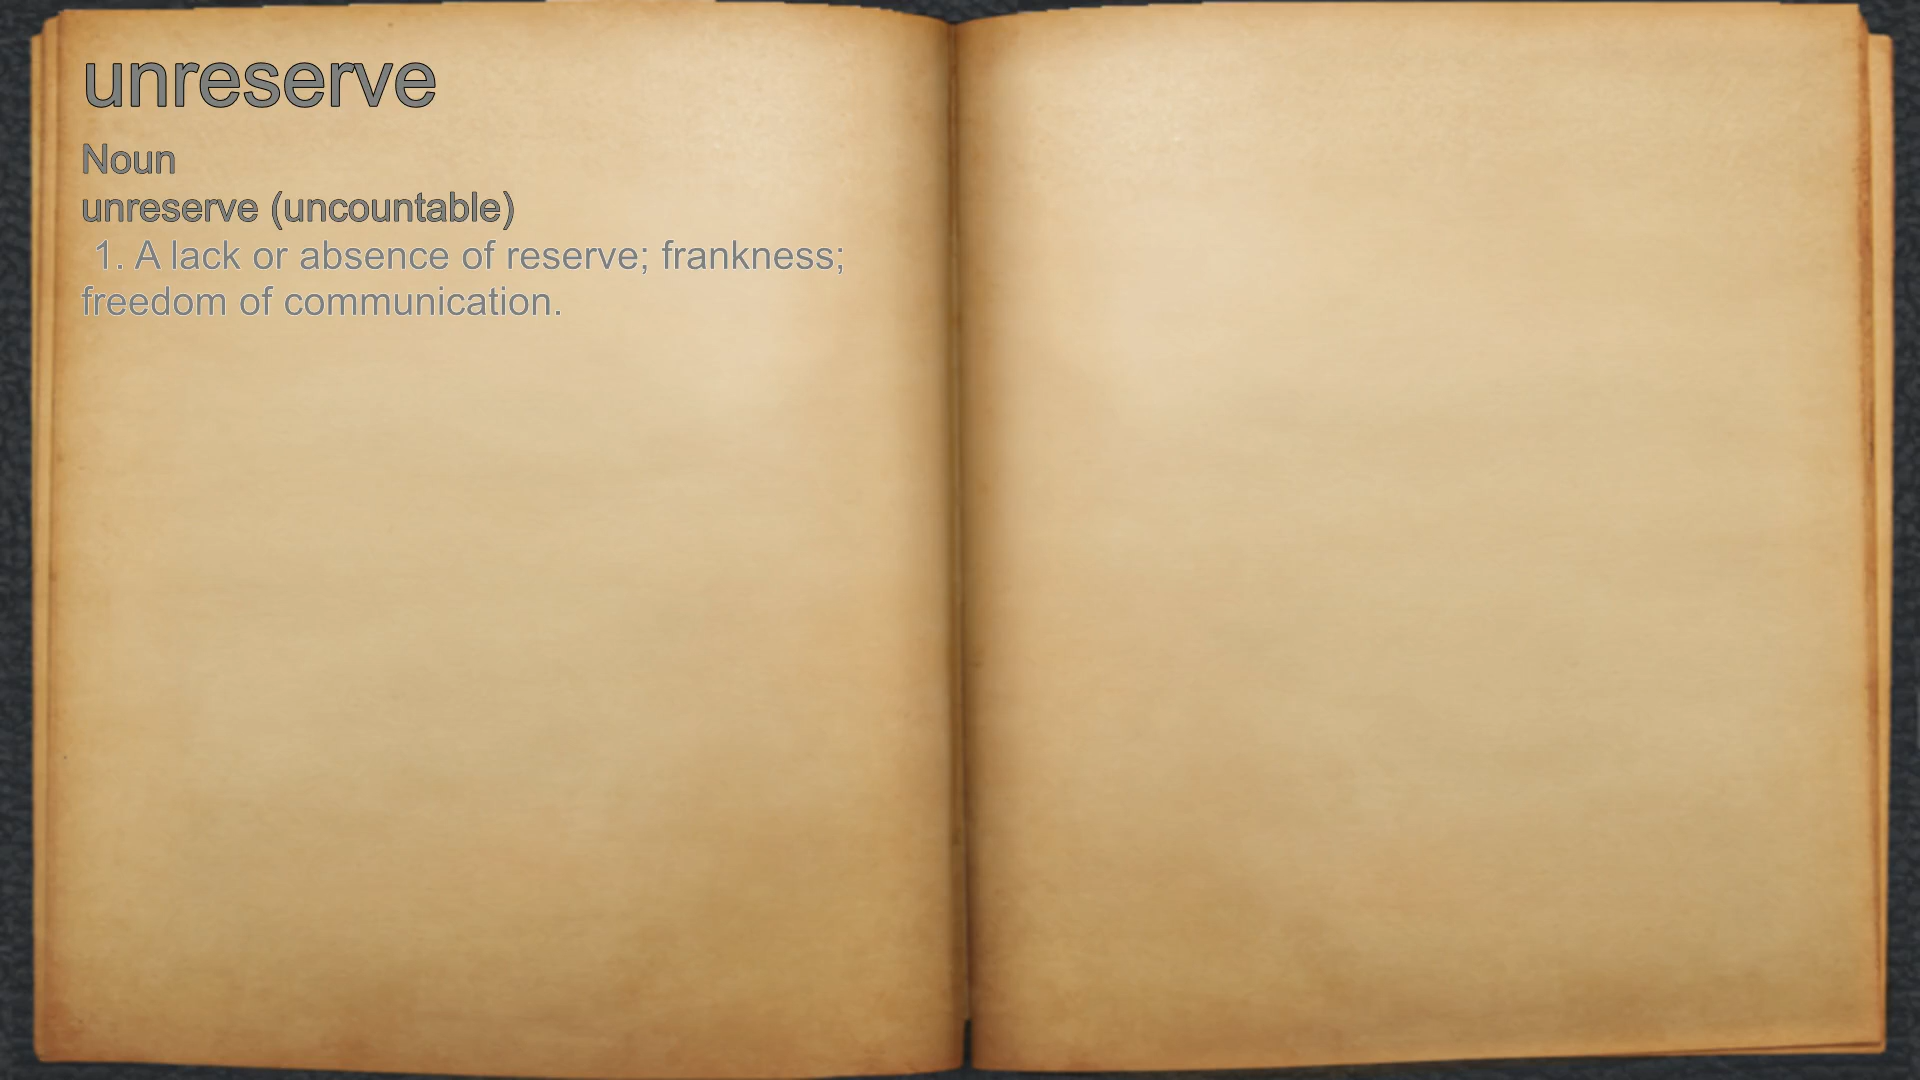 unreserve
Noun
unreserve (uncountable)
1. A lack or absence of reserve; frankness;
freedom of communication.